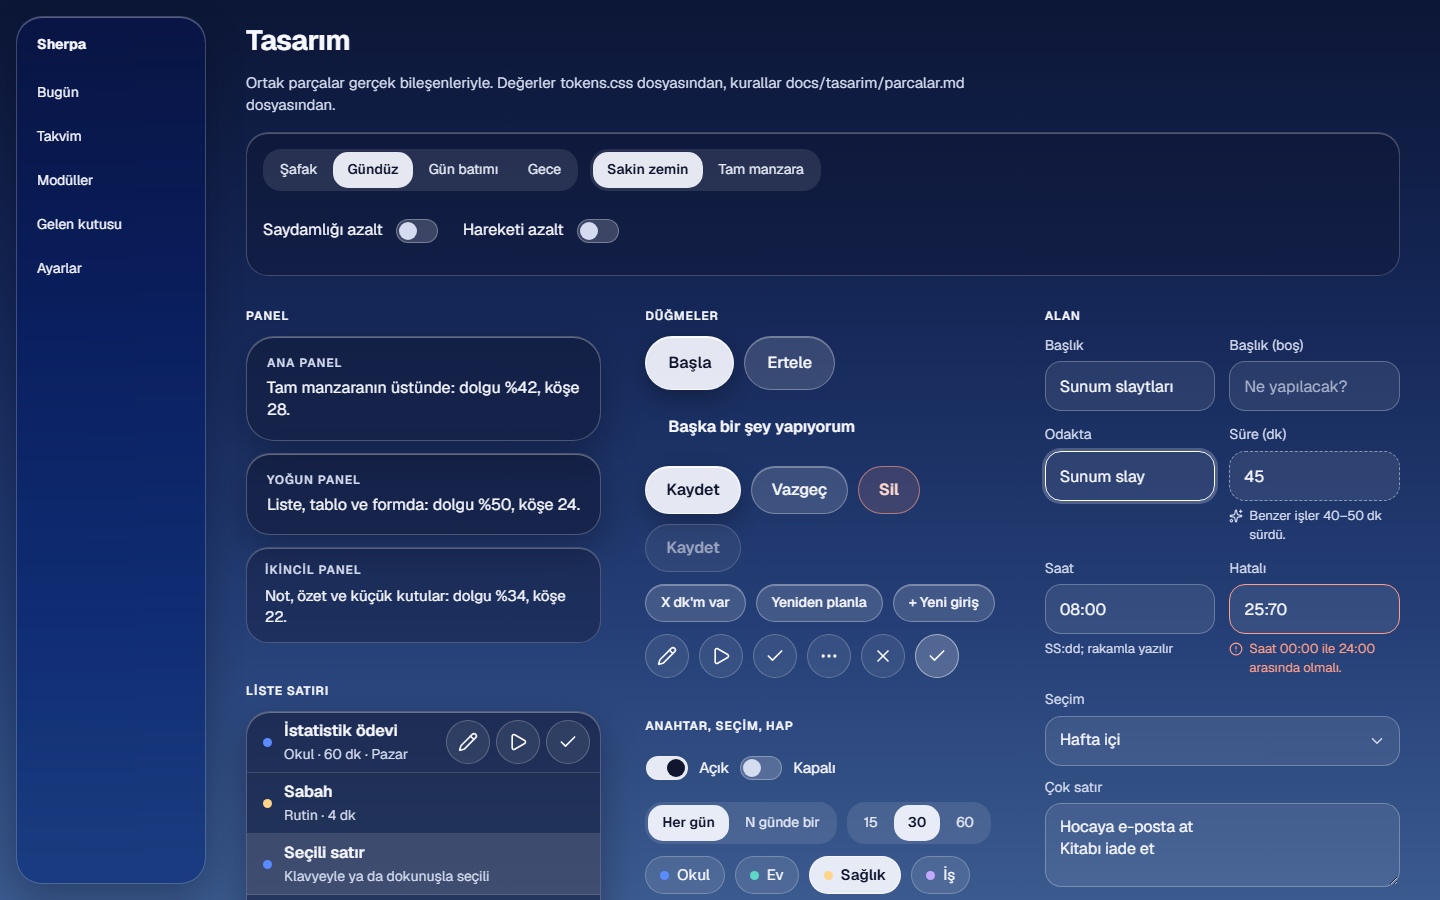 Sherpa
Bugün
Takvim
Modüller
Gelen kutusu
Ayarlar
Tasarım
Ortak parçalar gerçek bileşenleriyle. Değerler tokens.css dosyasından, kurallar docs/tasarim/parcalar.md
dosyasından.
Şafak Gündüz Gün batımı Gece Sakin zemin Tam manzara
Saydamlığı azalt Hareketi azalt
PANEL
ANA PANEL
Tam manzaranın üstünde: dolgu %42, köşe
28.
YOĞUN PANEL
Liste, tablo ve formda: dolgu %50, köşe 24.
İKİNCİL PANEL
Not, özet ve küçük kutular: dolgu %34, köşe
22.
LİSTE SATIRI
İstatistik ödevi
Okul · 60 dk · Pazar
Sabah
Rutin · 4 dk
Seçili satır
Klavyeyle ya da dokunuşla seçili
DÜĞMELER
Başla Ertele
Başka bir şey yapıyorum
Kaydet Vazgeç Sil
Kaydet
X dk'm var Yeniden planla + Yeni giriş
ANAHTAR, SEÇİM, HAP
Açık Kapalı
Her gün N günde bir 15 30 60
Okul Ev Sağlık İş
ALAN
Başlık Başlık (boş)
Sunum slaytları Ne yapılacak?
Odakta Süre (dk)
Sunum slay 45
Benzer işler 40–50 dk
sürdü.
Saat Hatalı
08:00 25:70
SS:dd; rakamla yazılır Saat 00:00 ile 24:00
arasında olmalı.
Seçim
Hafta içi
Çok satır
Hocaya e-posta at
Kitabı iade et